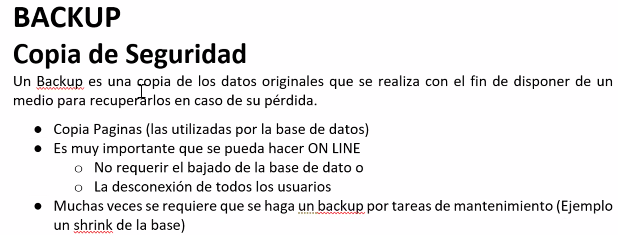 BACKUP
Copia de Seguridad
Un Backup es una copia de los datos originales que se realiza con el fin de disponer de un
medio para recuperarlos en caso de su pérdida.
● Copia Paginas (las utilizadas por la base de datos)
● Es muy importante que se pueda hacer ON LINE
○ No requerir el bajado de la base de dato o
○ La desconexión de todos los usuarios
● Muchas veces se requiere que se haga un backup por tareas de mantenimiento (Ejemplo
un shrink de la base)